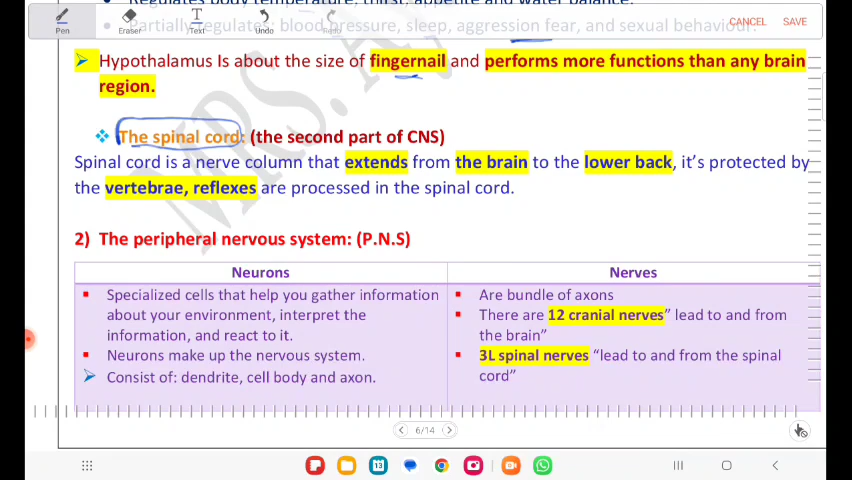 • Regulates body temperature, thirst, appetite and water balance.
• Partially regulates: blood pressure, sleep, aggression fear, and sexual behaviour.
Pen
Eraser
Text
Undo
Redo
CANCEL
SAVE
Hypothalamus Is about the size of fingernail and performs more functions than any brain
region.
The spinal cord: (the second part of CNS)
Spinal cord is a nerve column that extends from the brain to the lower back, it's protected by
the vertebrae, reflexes are processed in the spinal cord.
2) The peripheral nervous system: (P.N.S)
Neurons
Specialized cells that help you gather information
about your environment, interpret the
information, and react to it.
Neurons make up the nervous system.
Consist of: dendrite, cell body and axon.
Nerves
Are bundle of axons
There are 12 cranial nerves" lead to and from
the brain"
3L spinal nerves "lead to and from the spinal
cord"
MRS. A
6/14
13